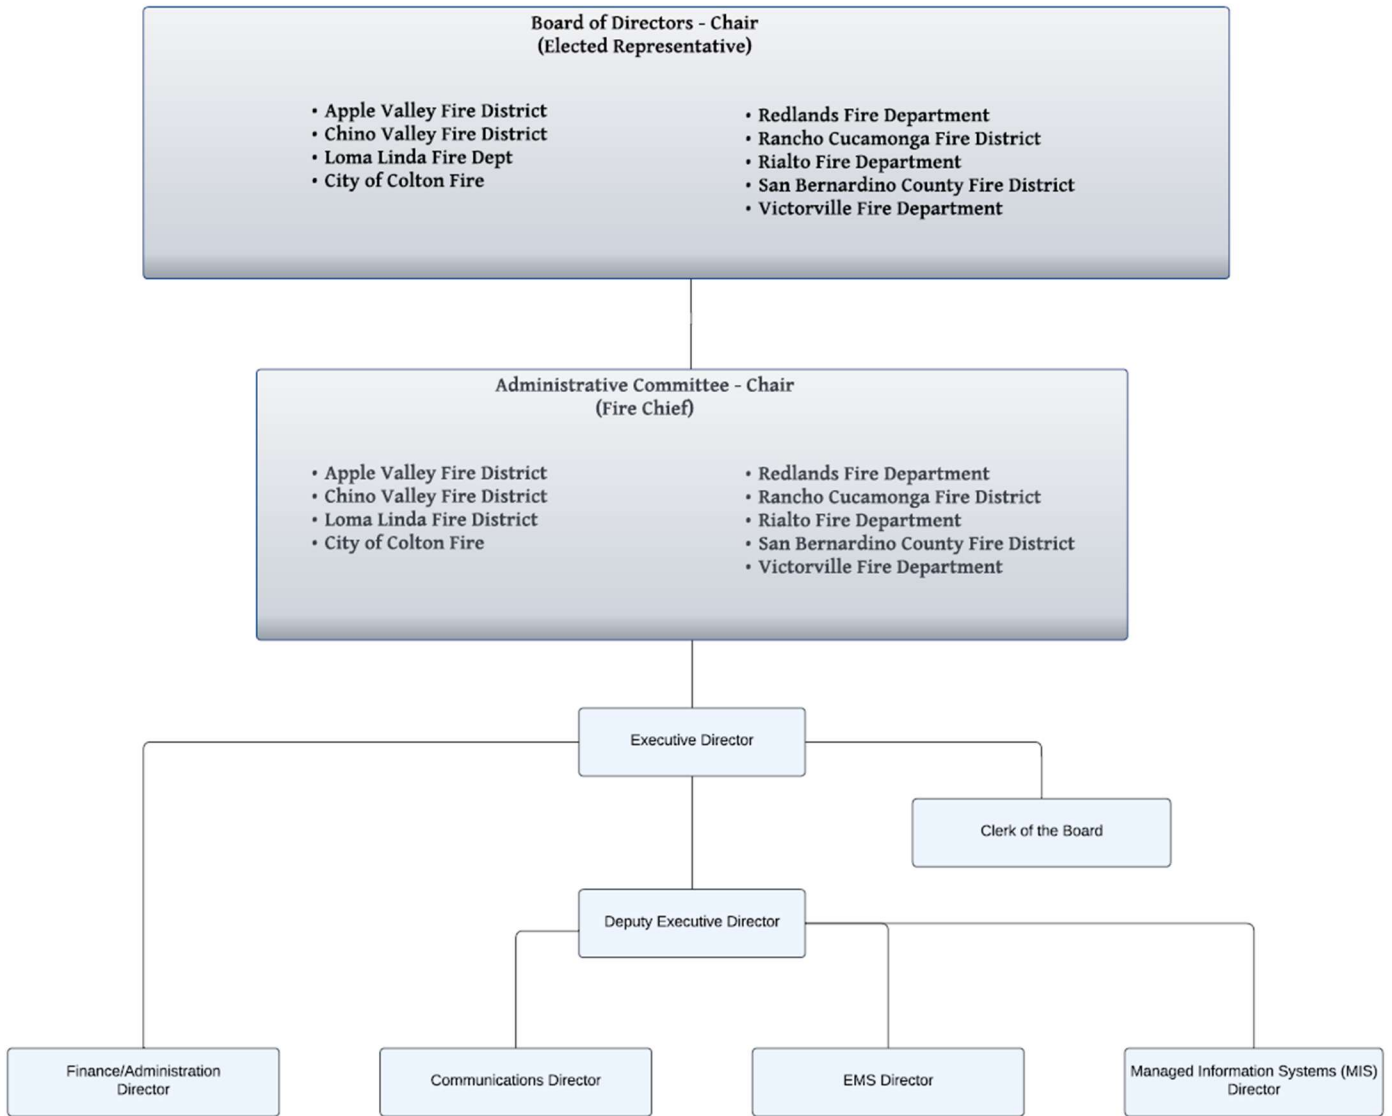 Board of Directors - Chair
(Elected Representative)
• Apple Valley Fire District
• Chino Valley Fire District
• Loma Linda Fire Dept
• City of Colton Fire
• Redlands Fire Department
• Rancho Cucamonga Fire District
• Rialto Fire Department
• San Bernardino County Fire District
• Victorville Fire Department
Administrative Committee - Chair
(Fire Chief)
• Apple Valley Fire District
• Chino Valley Fire District
• Loma Linda Fire District
• City of Colton Fire
• Redlands Fire Department
• Rancho Cucamonga Fire District
• Rialto Fire Department
• San Bernardino County Fire District
• Victorville Fire Department
Executive Director
Clerk of the Board
Deputy Executive Director
Finance/Administration
Director
Communications Director
EMS Director
Managed Information Systems (MIS)
Director